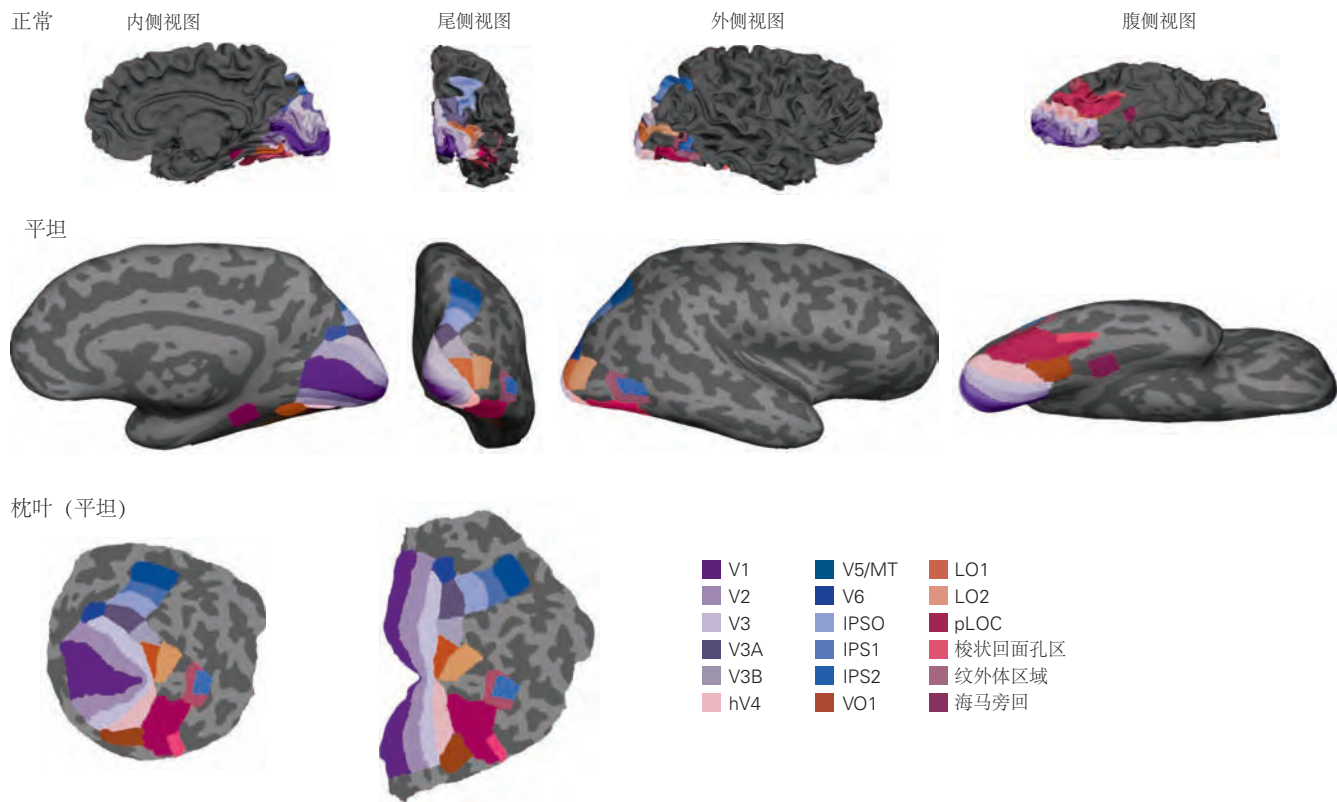 正常
内侧视图
尾侧视图
外侧视图
腹侧视图
平坦
枕叶（平坦）
V1
V2
V3
V3A
V3B
hV4
V5/MT
V6
IPSO
IPS1
IPS2
VO1
LO1
LO2
pLOC
梭状回面孔区
纹外体区域
海马旁回